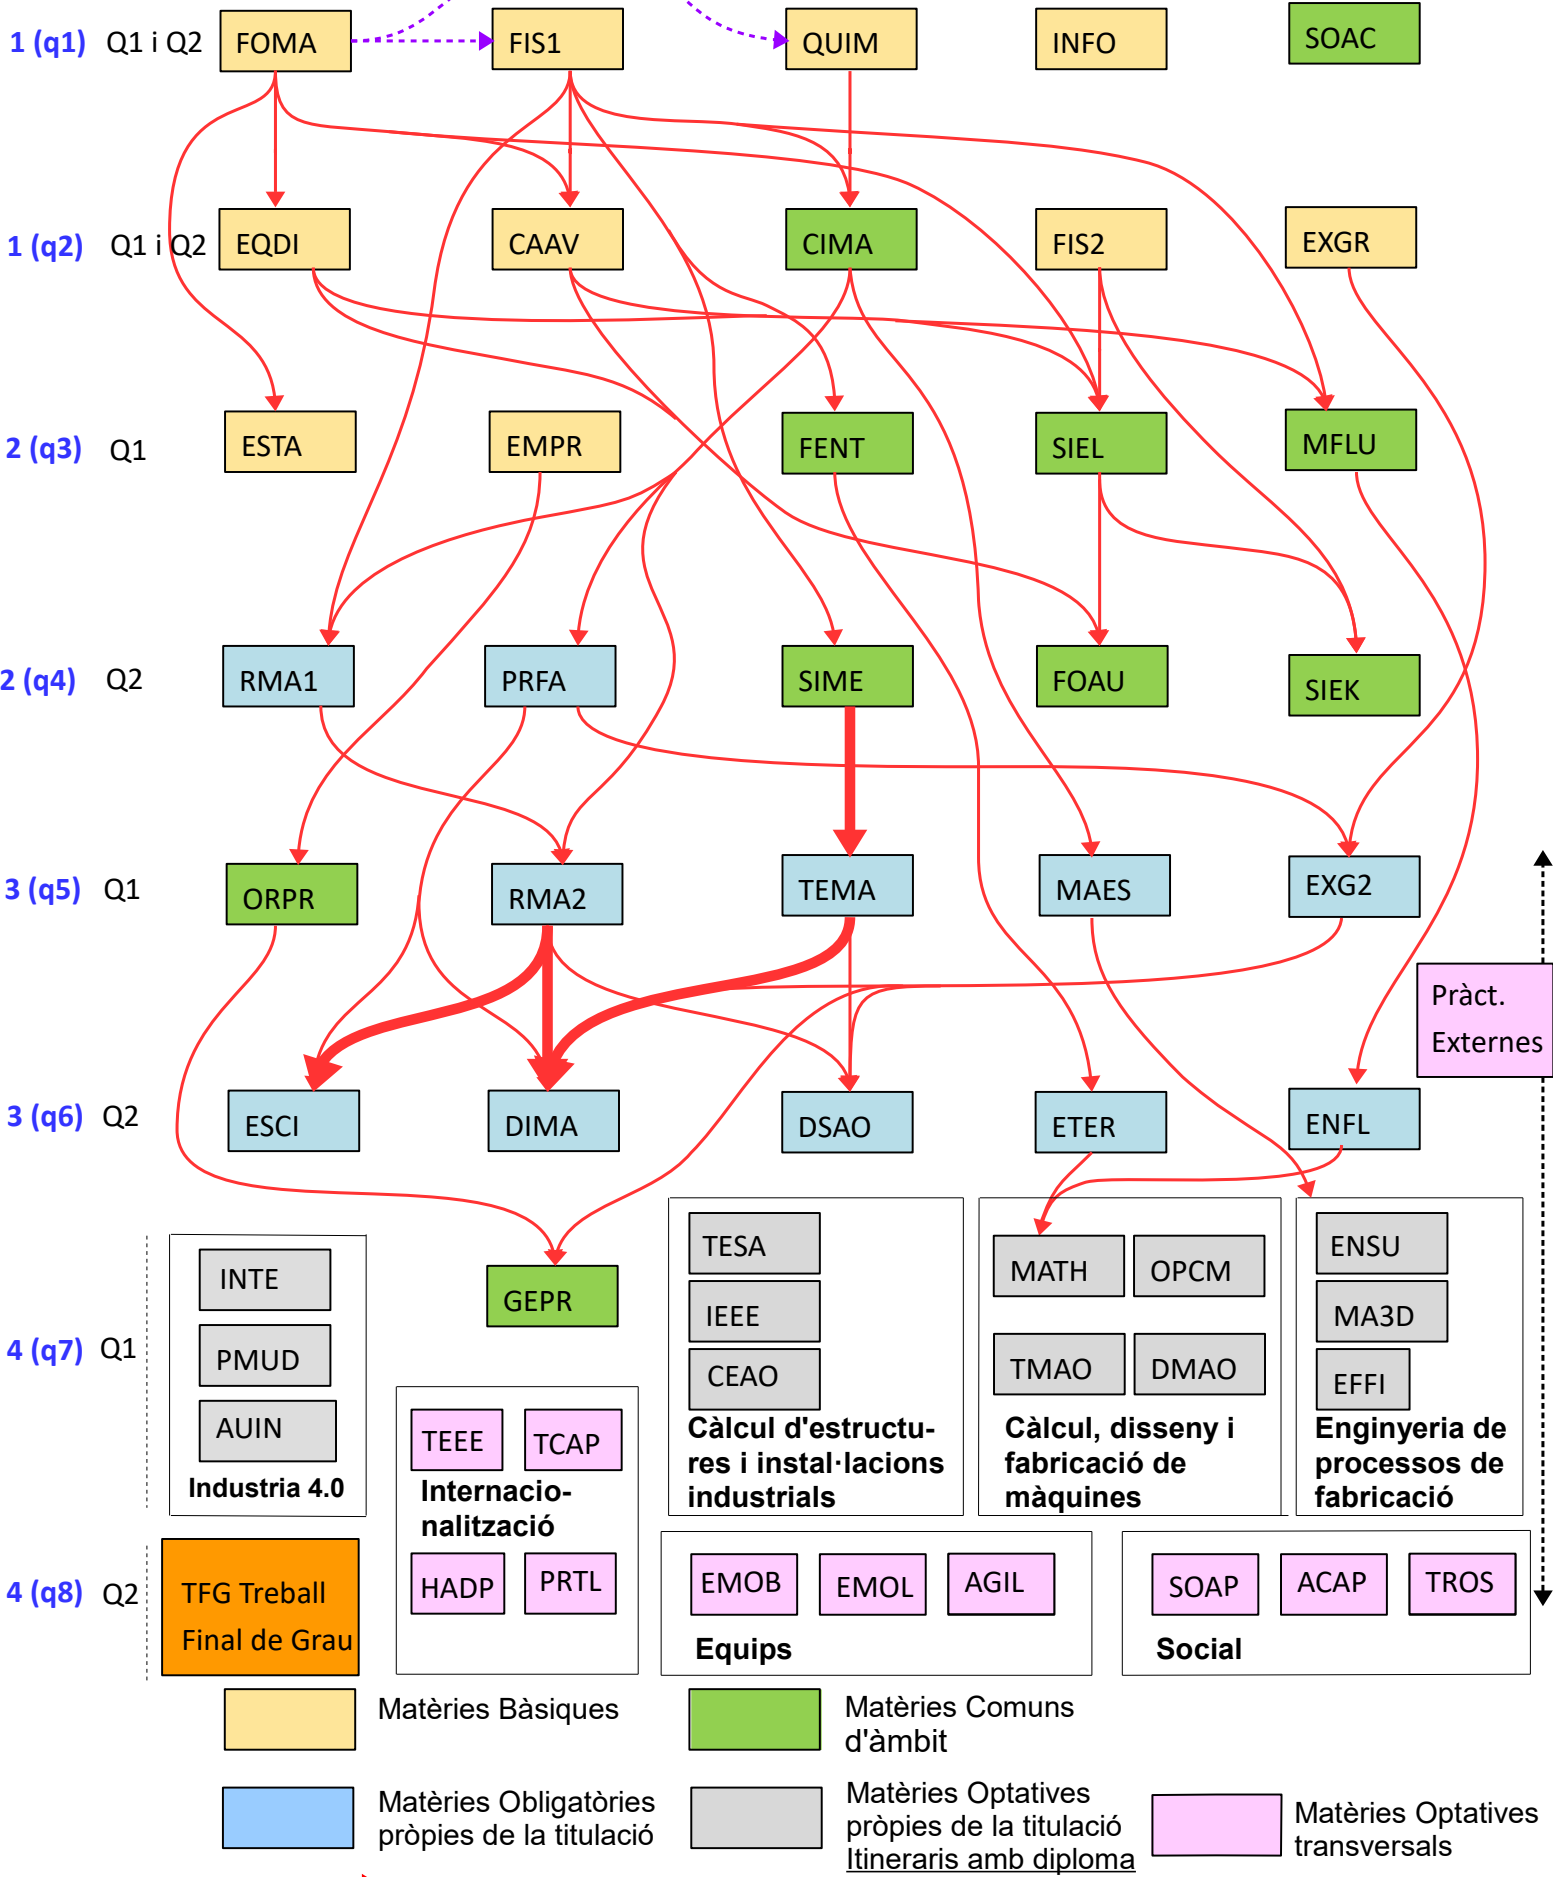 1 (q1) Q1 i Q2 FOMA FIS1 QUIM INFO SOAC
1 (q2) Q1 i Q2 EQDI CAAV CIMA FIS2 EXGR
2 (q3) Q1 ESTA EMPR FENT SIEL MFLU
2 (q4) Q2 RMA1 PRFA SIME FOAU SIEK
3 (q5) Q1 ORPR RMA2 TEMA MAES EXG2
Pràct.
Externes
3 (q6) Q2 ESCI DIMA DSAO ETER ENFL
4 (q7) Q1
INTE
PMUD
AUIN
Industria 4.0
GEPR
TEEE TCAP
Internacio-
nalització
HADP PRTL
TESA
IEEE
CEAO
Càlcul d'estructu-
res i instal·lacions
industrials
MATH OPCM
TMAO DMAO
Càlcul, disseny i
fabricació de
màquines
ENSU
MA3D
EFFI
Enginyeria de
processos de
fabricació
4 (q8) Q2
TFG Treball
Final de Grau
EMOB EMOL AGIL
Equips
SOAP ACAP TROS
Social
Matèries Bàsiques
Matèries Comuns
d'àmbit
Matèries Obligatòries
pròpies de la titulació
Matèries Optatives
pròpies de la titulació
Itineraris amb diploma
Matèries Optatives
transversals